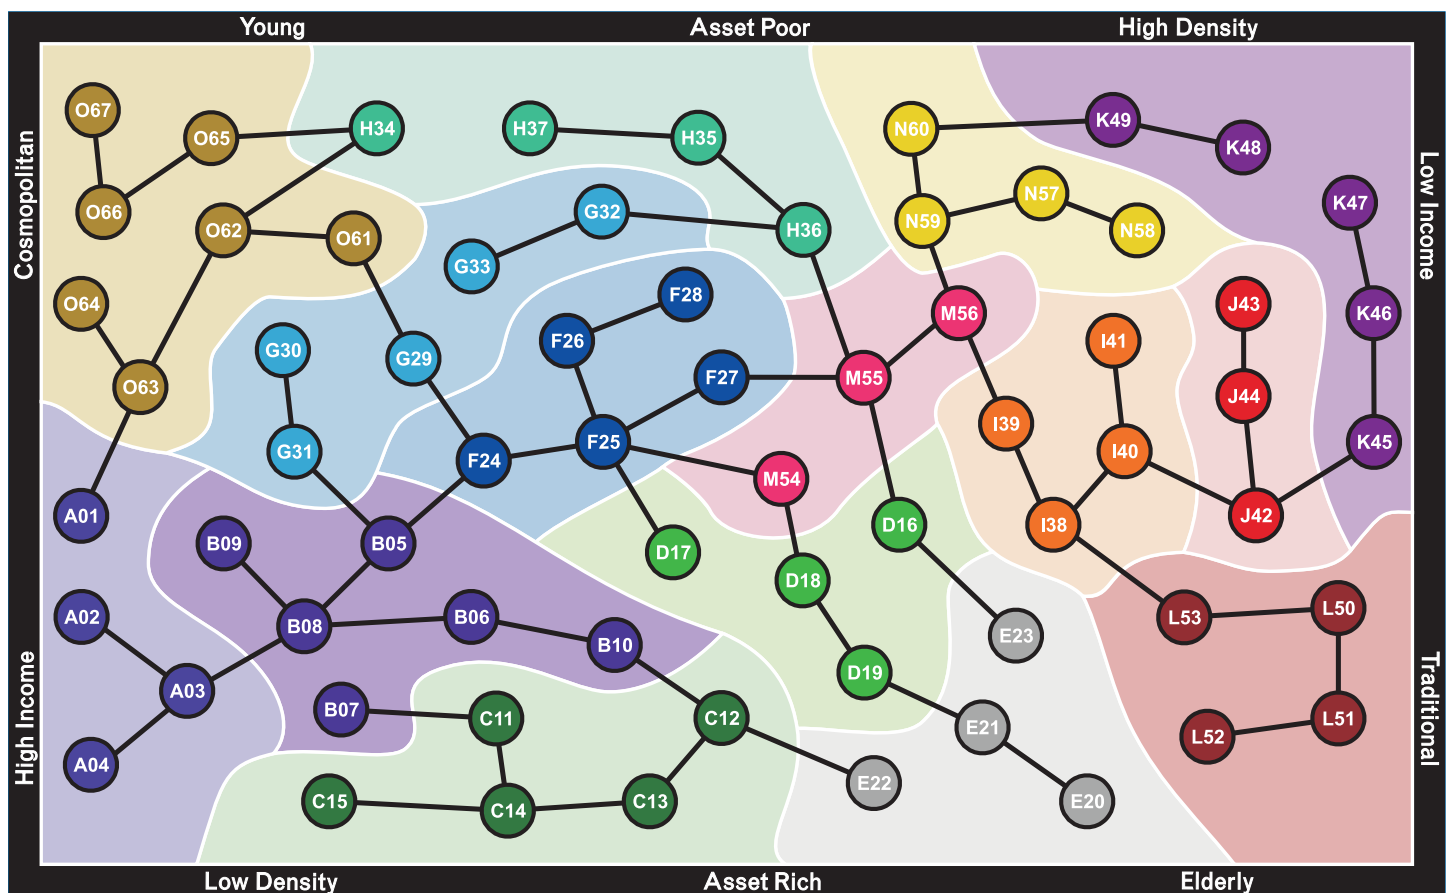 Young
Asset Poor
High Density
Cosmopolitan
High Income
Low Income
Traditional
O67
O65
H34
H37
H35
N60
K49
K48
O66
O62
O61
G32
G33
H36
N59
N57
N58
K47
O64
O63
G30
G29
F28
F26
F27
M55
M56
I41
J43
J44
K46
G31
F24
F25
M54
I39
I40
K45
A01
B09
B05
D17
D16
I38
J42
A02
B08
B06
B10
D18
E23
L53
L50
A03
B07
C11
C12
D19
E21
L52
L51
A04
C15
C14
C13
E22
E20
Low Density
Asset Rich
Elderly